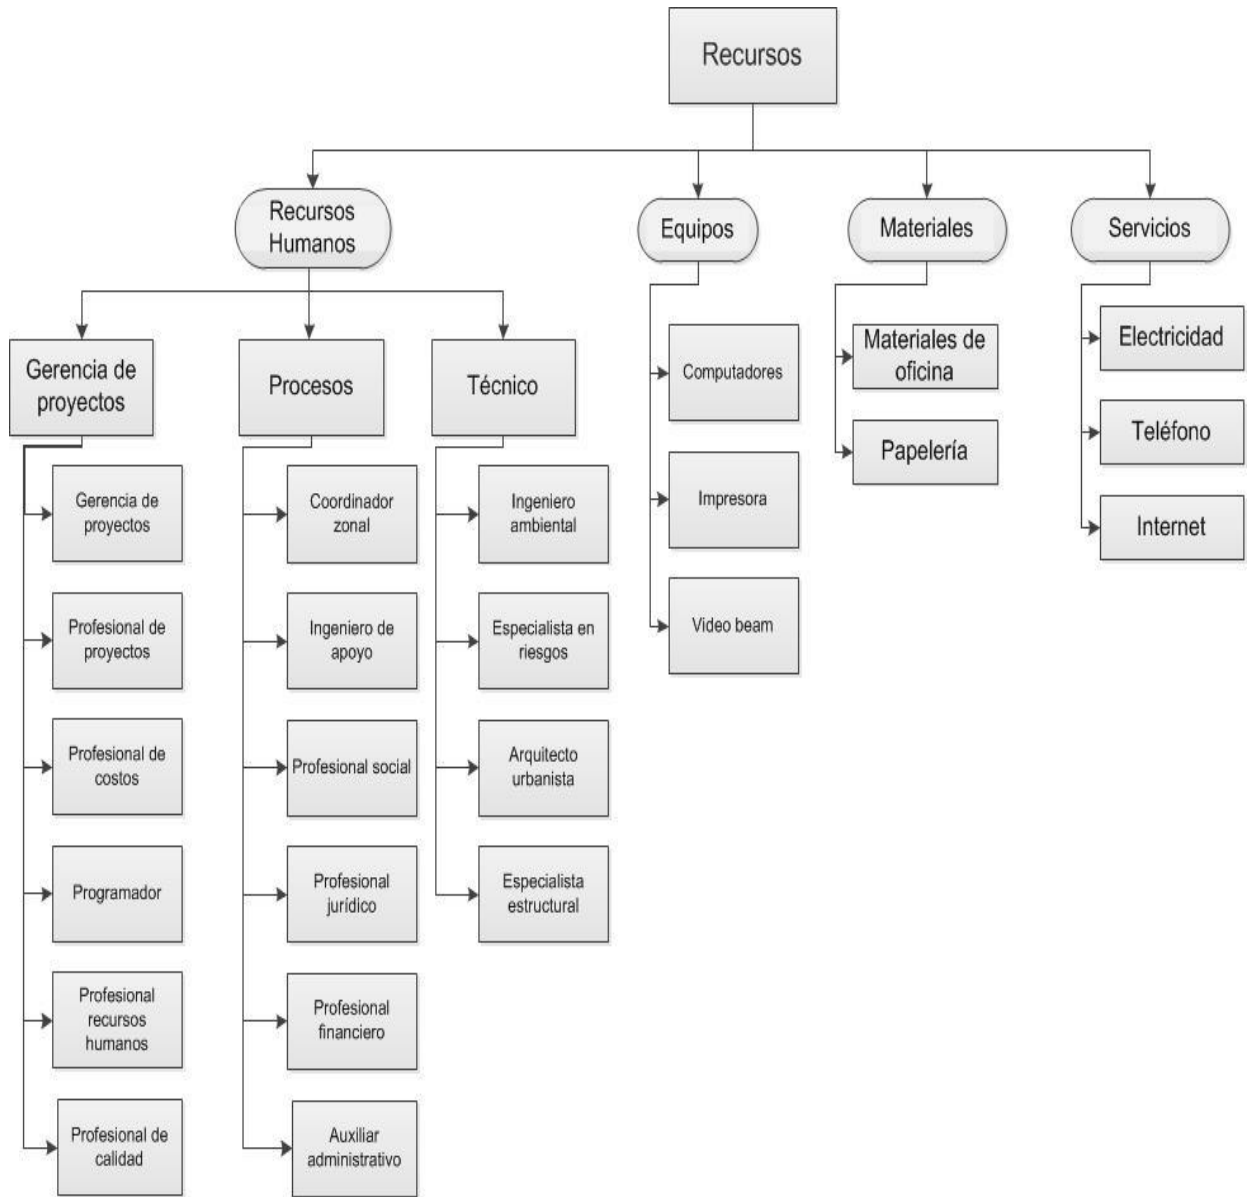 Recursos
Recursos
Humanos
Equipos
Materiales
Servicios
Gerencia de
proyectos
Procesos
Técnico
Gerencia de
proyectos
Profesional de
proyectos
Profesional de
costos
Programador
Profesional
recursos
humanos
Profesional de
calidad
Coordinador
zonal
Ingeniero de
apoyo
Profesional social
Profesional
jurídico
Profesional
financiero
Auxiliar
administrativo
Ingeniero
ambiental
Especialista en
riesgos
Arquitecto
urbanista
Especialista
estructural
Computadores
Impresora
Video beam
Materiales de
oficina
Papelería
Electricidad
Teléfono
Internet